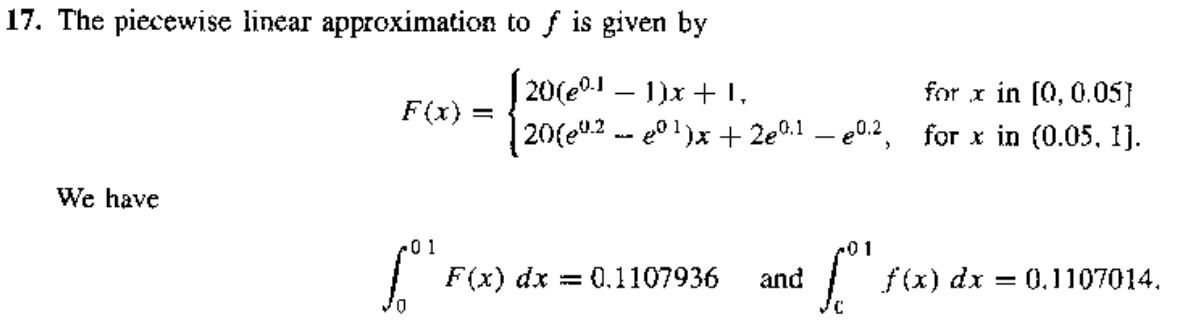 17. The piecewise linear approximation to f is given by
F(x) = { 20(e^{0.1} − 1)x + 1, for x in [0, 0.05]
20(e^{0.2} − e^{0 1})x + 2e^{0.1} − e^{0.2}, for x in (0.05, 1].
We have
∫_0^{0 1} F(x) dx = 0.1107936 and ∫_0^{0 1} f(x) dx = 0.1107014.